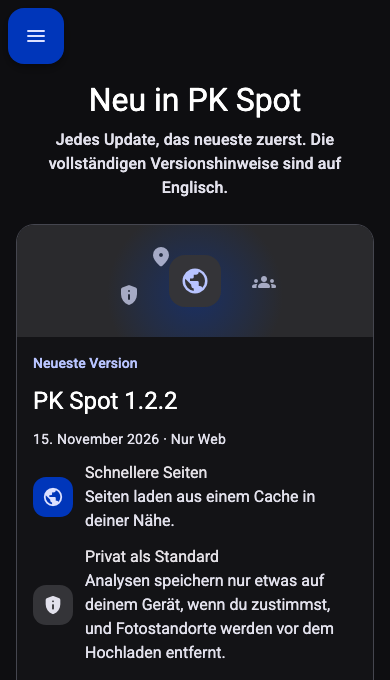 Neu in PK Spot
Jedes Update, das neueste zuerst. Die
vollständigen Versionshinweise sind auf
Englisch.
Neueste Version
PK Spot 1.2.2
15. November 2026 · Nur Web
Schnellere Seiten
Seiten laden aus einem Cache in
deiner Nähe.
Privat als Standard
Analysen speichern nur etwas auf
deinem Gerät, wenn du zustimmst,
und Fotostandorte werden vor dem
Hochladen entfernt.